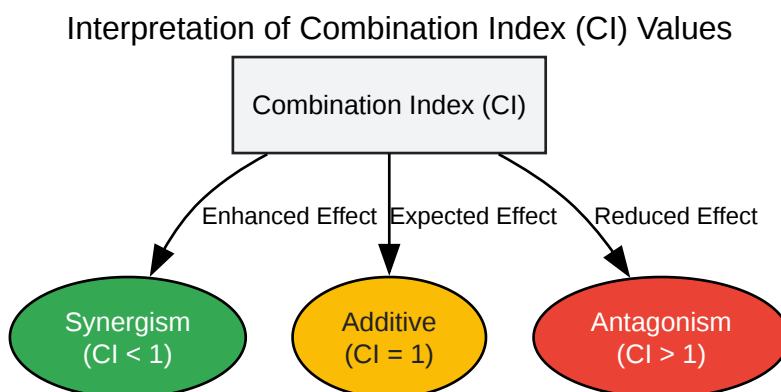 Interpretation of Combination Index (CI) Values
Combination Index (CI)
Enhanced Effect
Expected Effect
Reduced Effect
Synergism
(CI < 1)
Additive
(CI = 1)
Antagonism
(CI > 1)